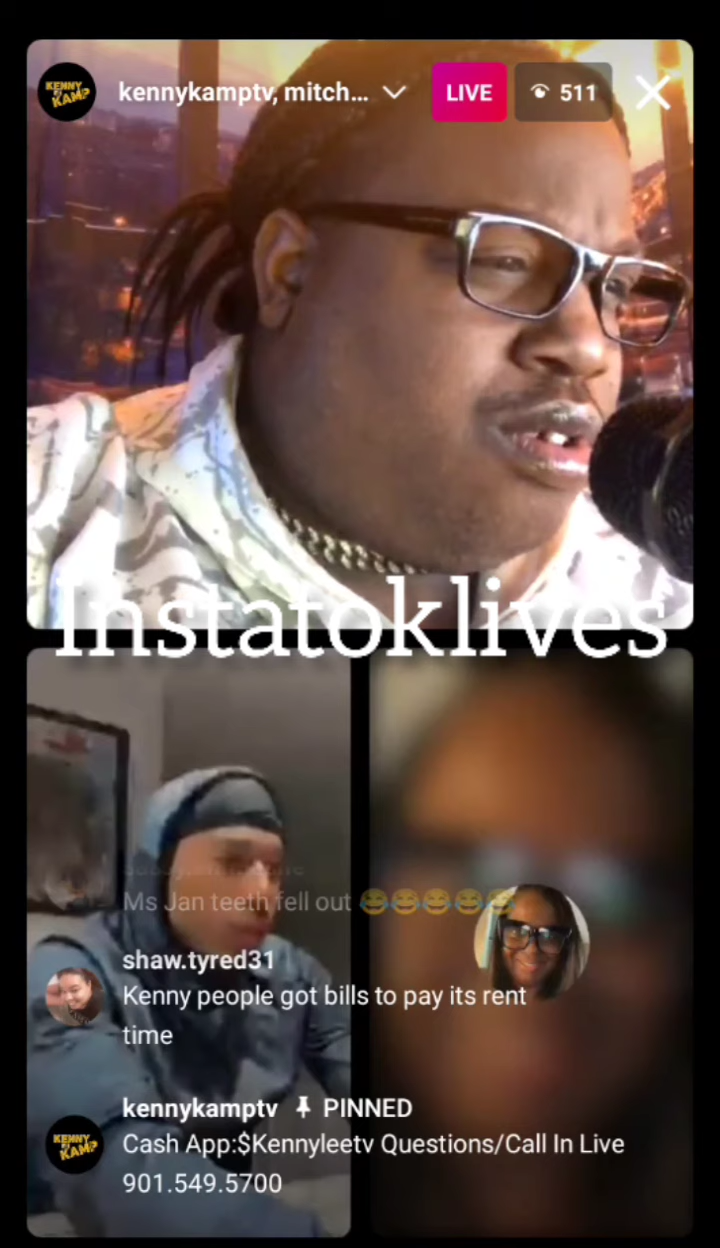 KENNY KAMP
kennykamptv, mitch...
LIVE
511
Instatoklives
Ms Jan teeth fell out 😂😂😂😂😂
shaw.tyred31
Kenny people got bills to pay its rent
time
kennykamptv PINNED
KENNY KAMP
Cash App:$Kennyleetv Questions/Call In Live
901.549.5700